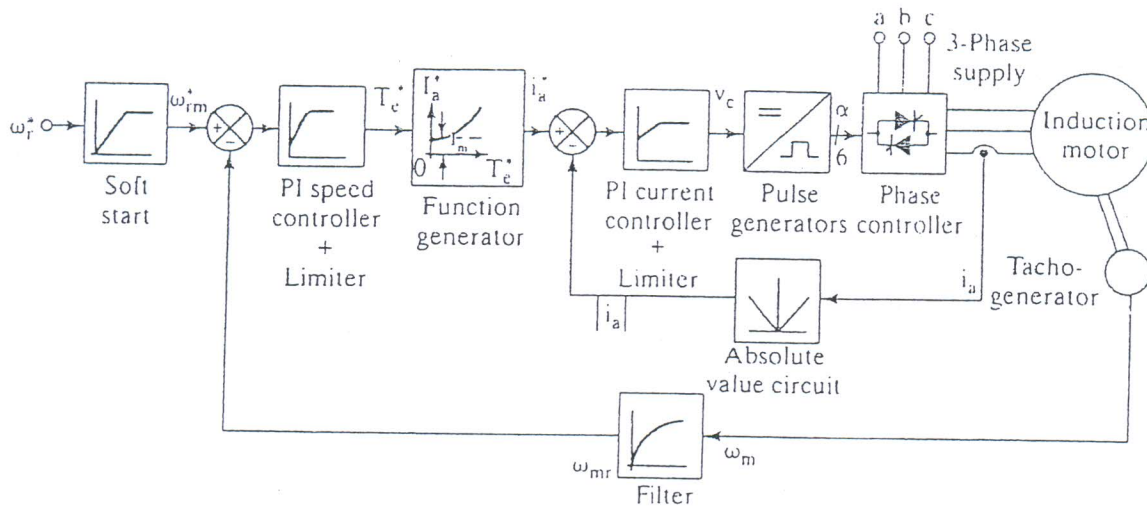 a b c
3-Phase
supply
ω*r
ω*rm
+
−
T*e
I*a
Im
0
T*e
i*a
+
−
vc
α
6
Induction
motor
Soft
start
PI speed
controller
+
Limiter
Function
generator
PI current
controller
+
Limiter
Pulse
generators
Phase
controller
Tacho-
generator
ia
|ia|
Absolute
value circuit
ωmr
ωm
Filter